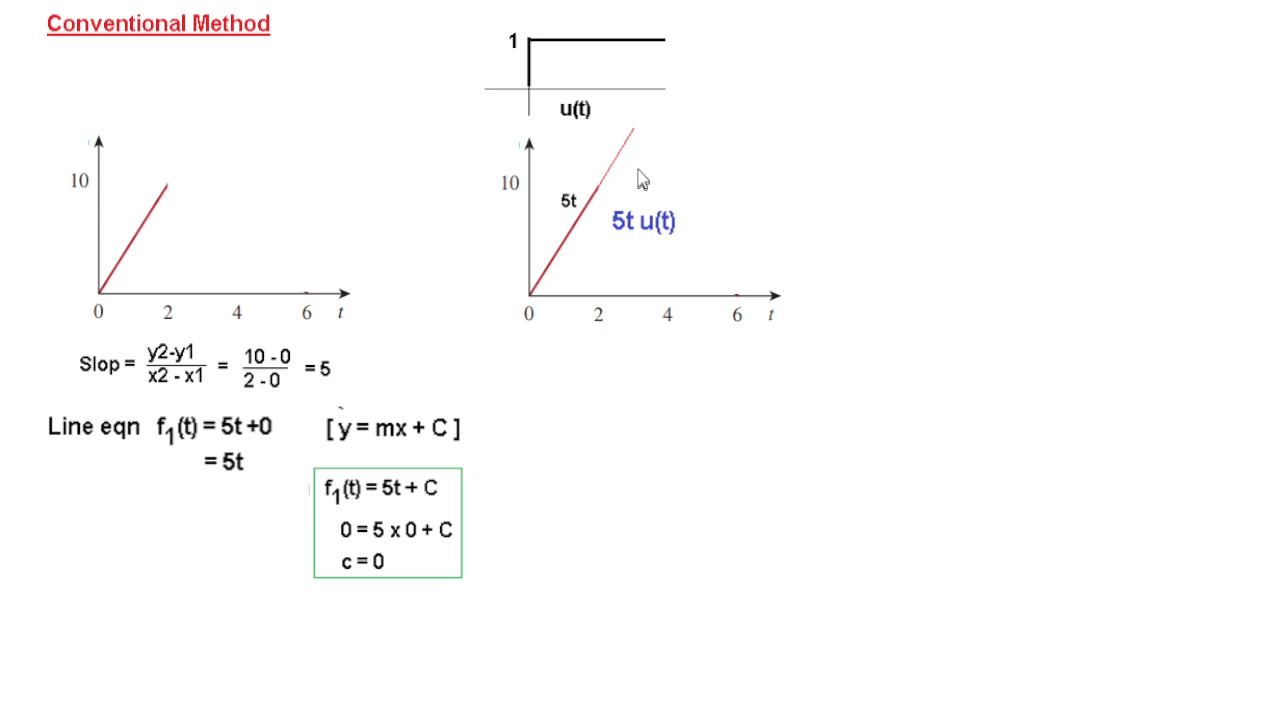 Conventional Method
1
u(t)
10
0 2 4 6 t
10
5t
5t u(t)
0 2 4 6 t
Slop = y2-y1 / x2 - x1 = 10 - 0 / 2 - 0 = 5
Line eqn f1(t) = 5t +0 [ y = mx + C ]
= 5t
f1(t) = 5t + C
0 = 5 x 0 + C
c = 0